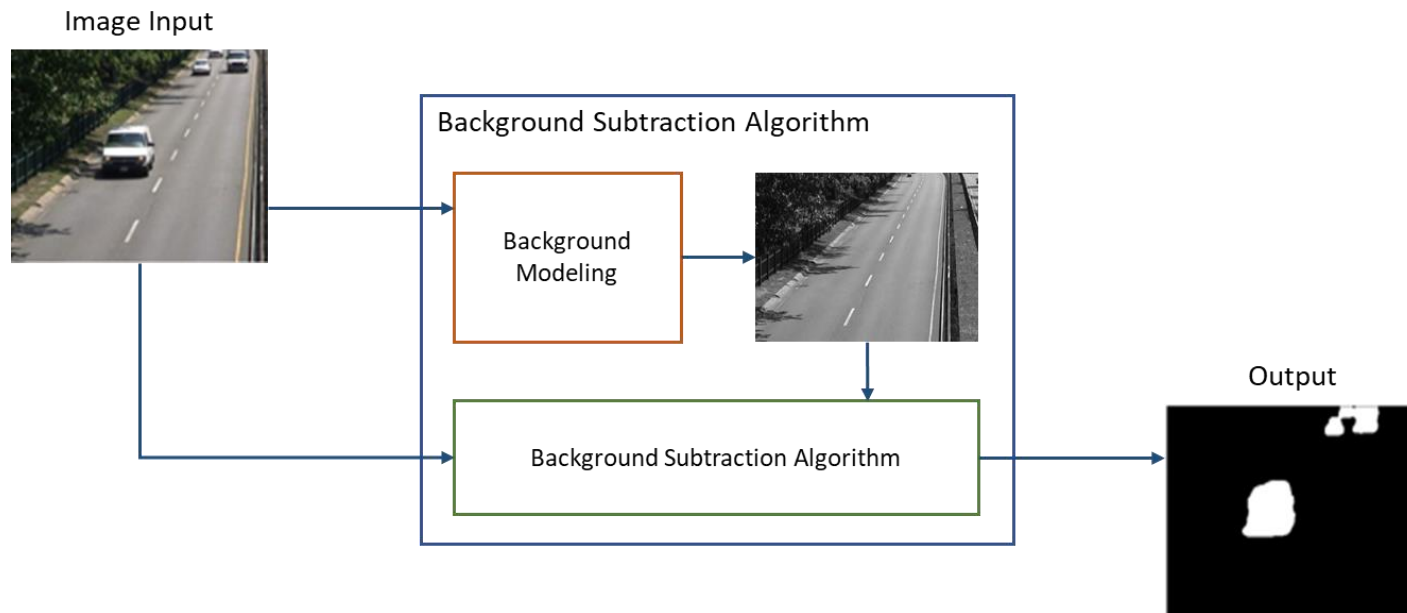 Image Input
Background Subtraction Algorithm
Background
Modeling
Background Subtraction Algorithm
Output